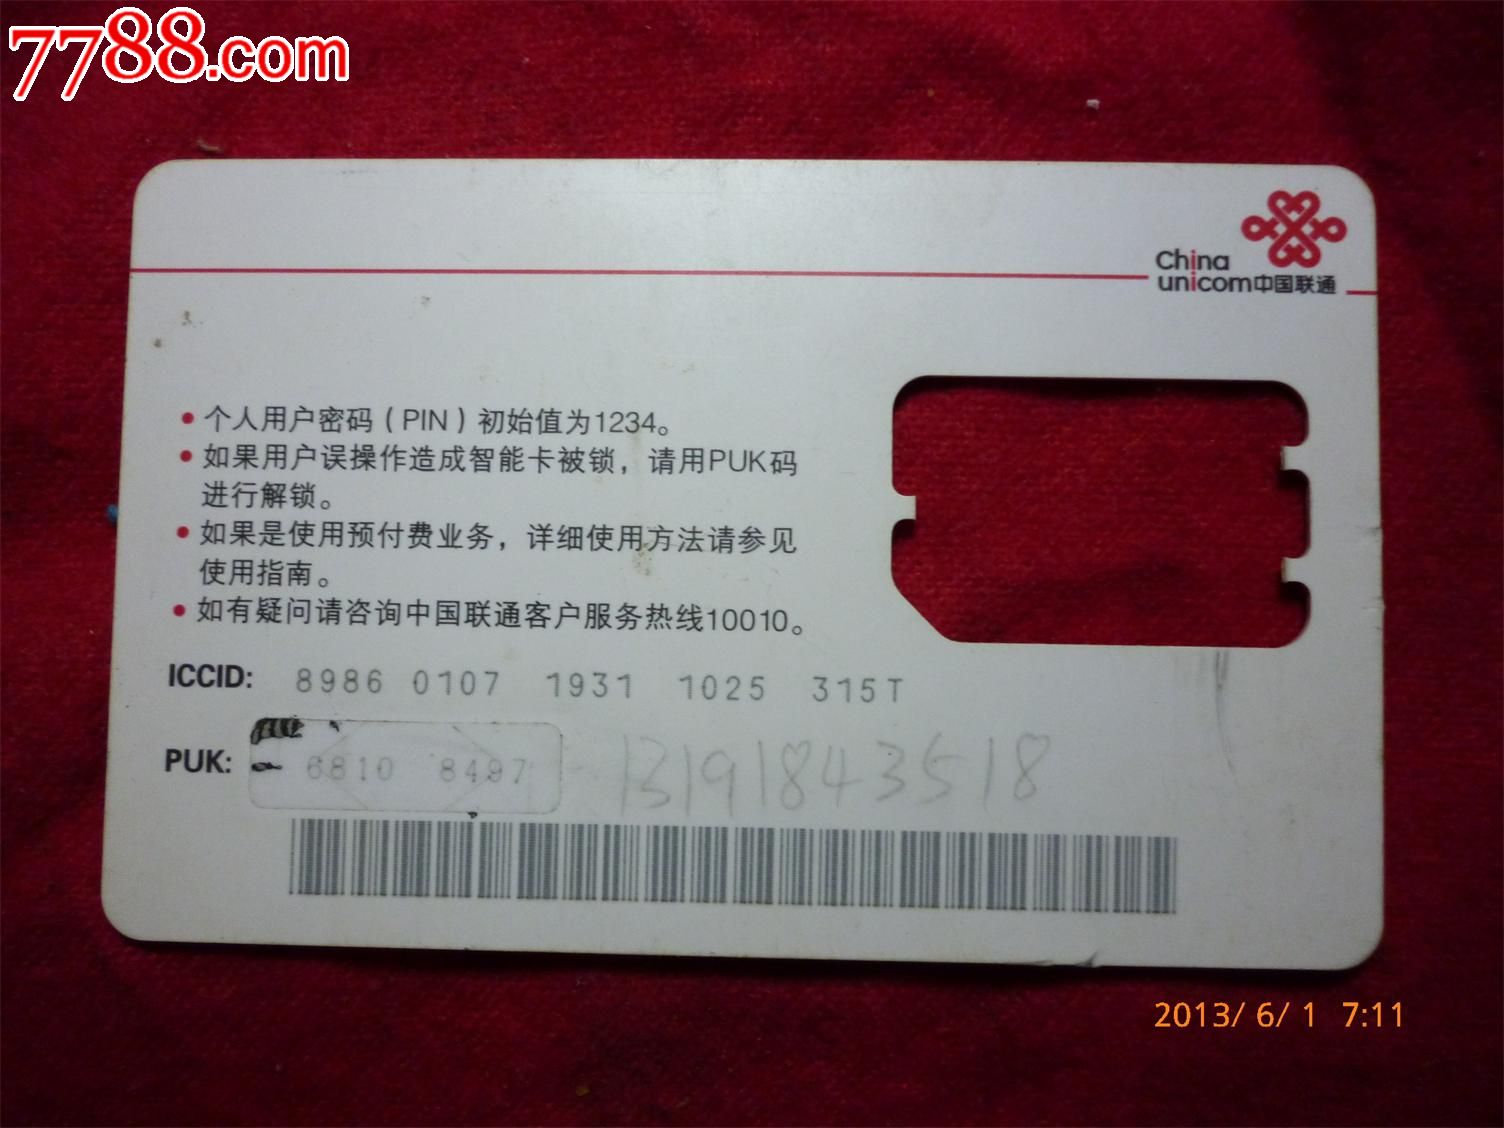 7788.com
China
unicom中国联通
• 个人用户密码（PIN）初始值为1234。
• 如果用户误操作造成智能卡被锁，请用PUK码
进行解锁。
• 如果是使用预付费业务，详细使用方法请参见
使用指南。
• 如有疑问请咨询中国联通客户服务热线10010。
ICCID: 8986 0107 1931 1025 315T
PUK: 6810 8497 13191843518
2013/ 6/ 1 7:11